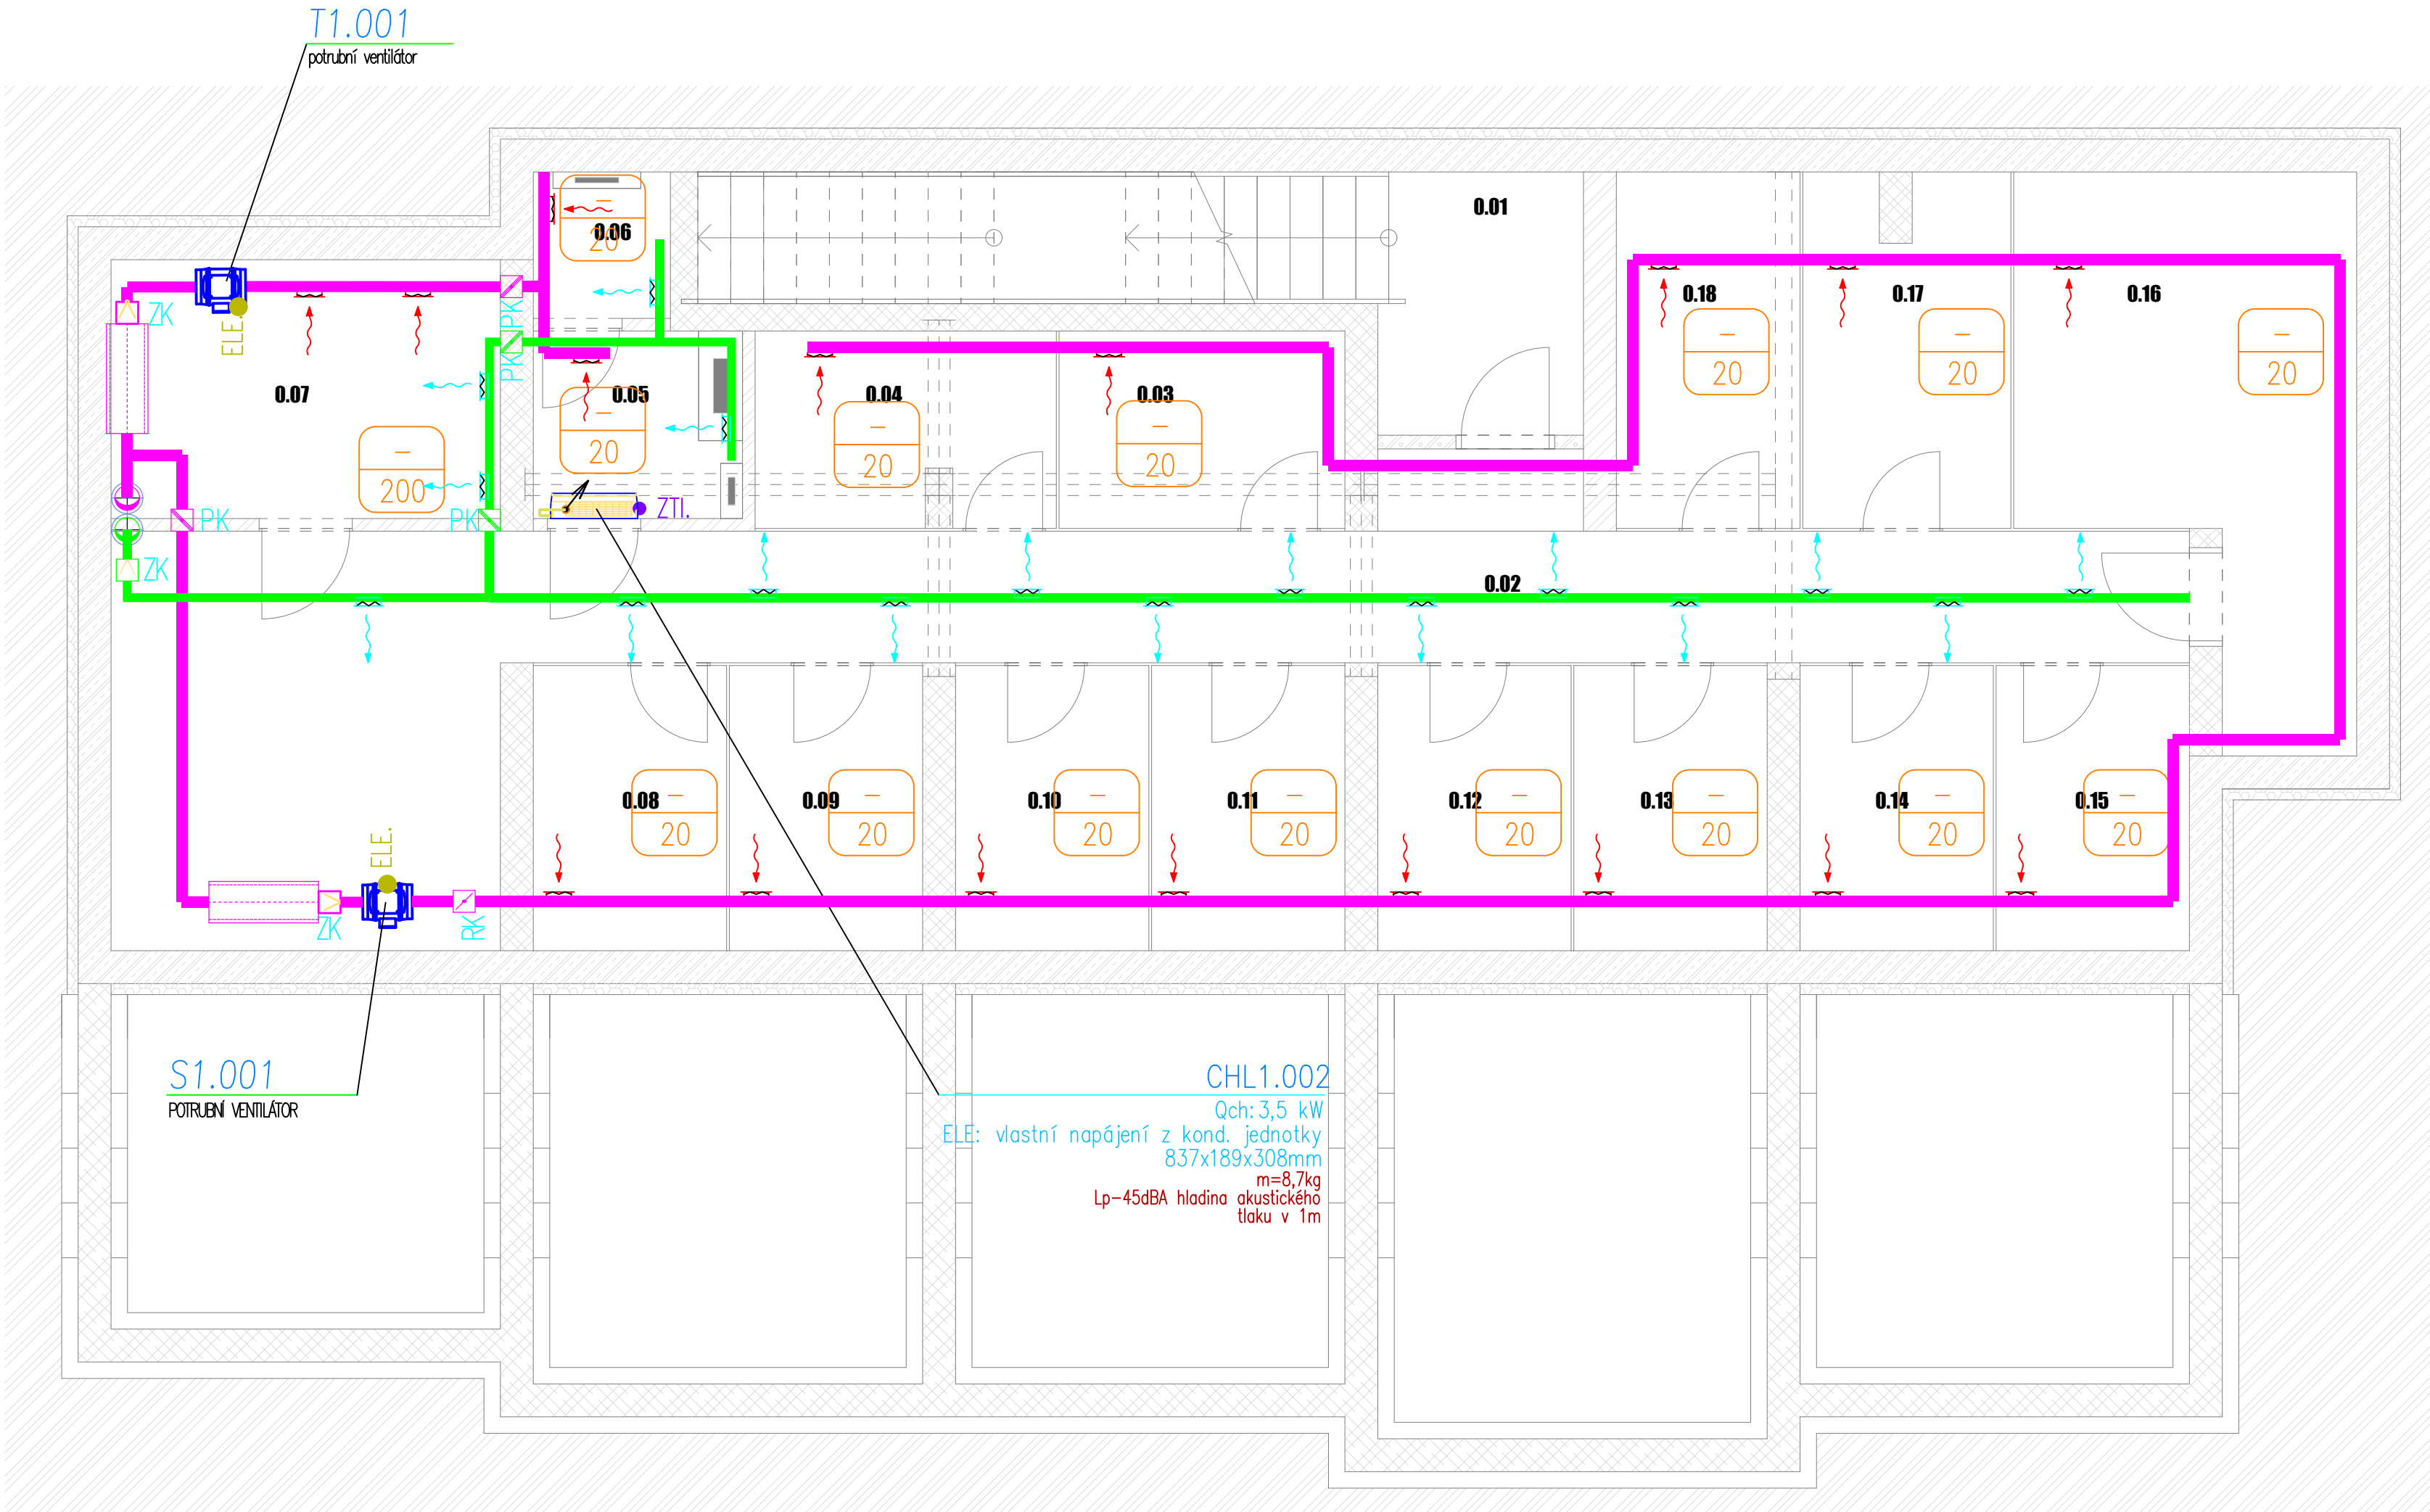 T1.001
potrubní ventilátor
0.01
–
0.06
20
ZK
ELE.
PK
PK
0.18
0.17
0.16
–
20
–
20
–
20
0.07
0.05
–
20
0.04
–
20
0.03
–
20
–
200
PK
PK
ZTI.
ZK
0.02
0.08
–
20
0.09
–
20
0.10
–
20
0.11
–
20
0.12
–
20
0.13
–
20
0.14
–
20
0.15
–
20
ELE.
ZK
RK
S1.001
POTRUBNÍ VENTILÁTOR
CHL1.002
Qch: 3,5 kW
ELE: vlastní napájení z kond. jednotky
837x189x308mm
m=8,7kg
Lp-45dBA hladina akustického
tlaku v 1m